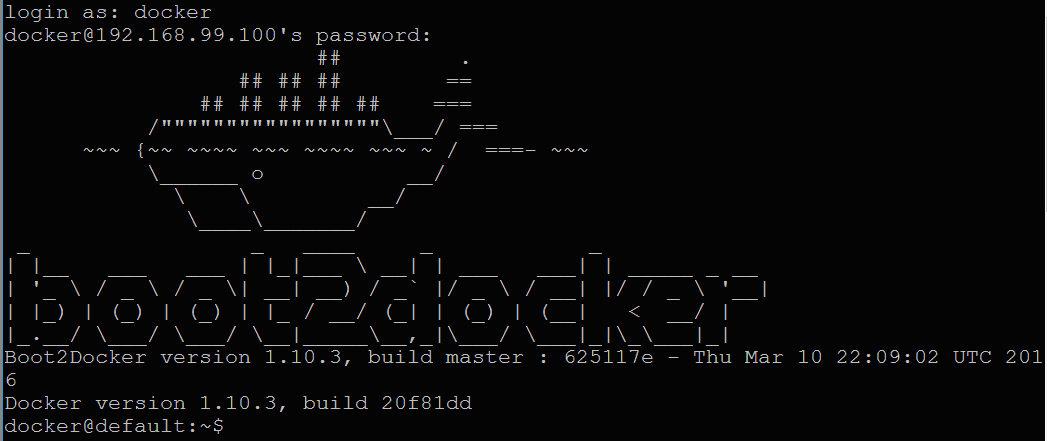 login as: docker
docker@192.168.99.100's password:
                        ##         .
                  ## ## ##        ==
               ## ## ## ## ##    ===
           /"""""""""""""""""\___/ ===
      ~~~ {~~ ~~~~ ~~~ ~~~~ ~~~ ~ /  ===- ~~~
           \______ o           __/
             \    \         __/
              \____\_______/
 _                 _   ____     _            _
| |__   ___   ___ | |_|___ \ __| | ___   ___| | _____ _ __
| '_ \ / _ \ / _ \| __| __) / _` |/ _ \ / __| |/ / _ \ '__|
| |_) | (_) | (_) | |_ / __/ (_| | (_) | (__|   <  __/ |
|_.__/ \___/ \___/ \__|_____\__,_|\___/ \___|_|\_\___|_|
Boot2Docker version 1.10.3, build master : 625117e - Thu Mar 10 22:09:02 UTC 201
6
Docker version 1.10.3, build 20f81dd
docker@default:~$